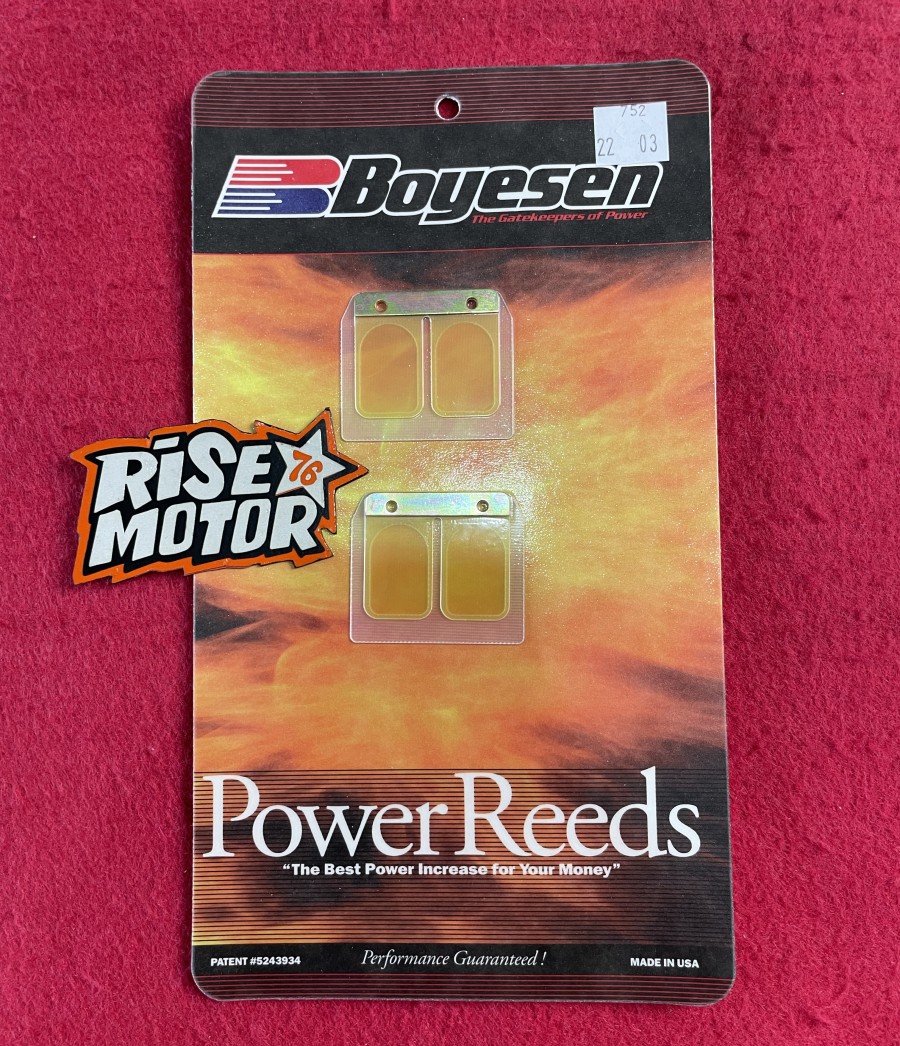 752
22 03
Boyesen
The Gatekeepers of Power
RiSE
76
MOTOR
Power Reeds
"The Best Power Increase for Your Money"
PATENT #5243934
Performance Guaranteed !
MADE IN USA